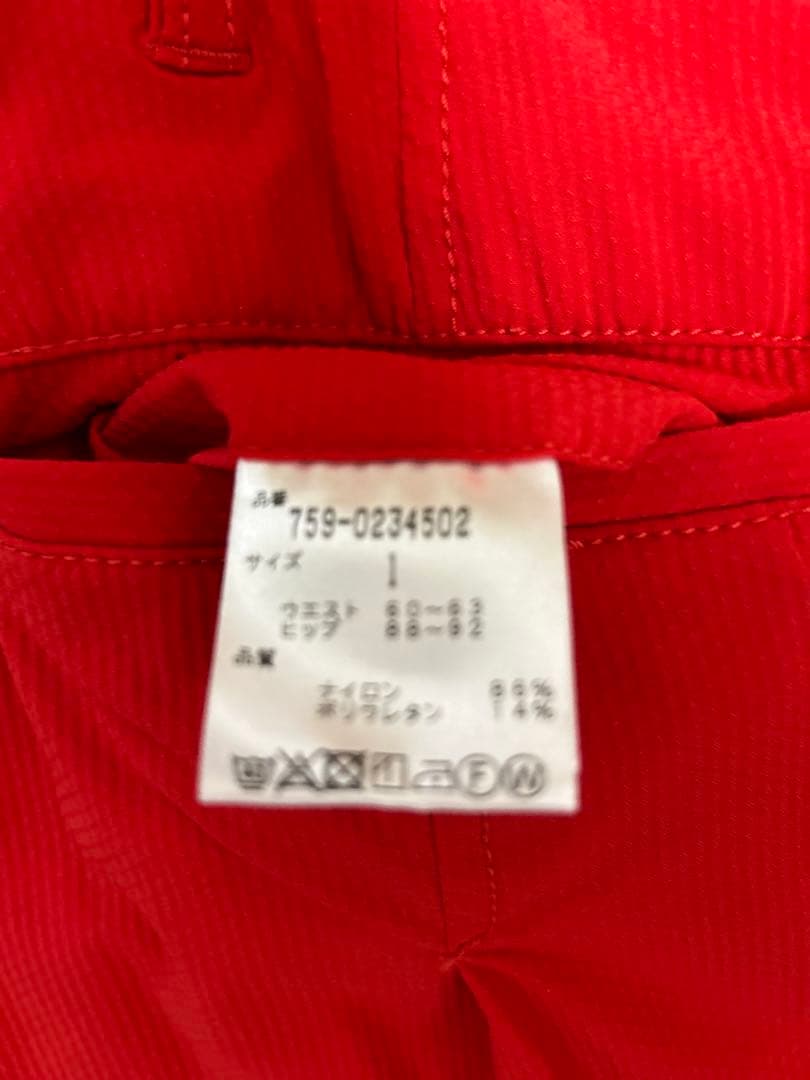 品番
759-0234502
サイズ 1
ウエスト 60~63
ヒップ 88~92
品質
ナイロン 86%
ポリウレタン 14%
F W